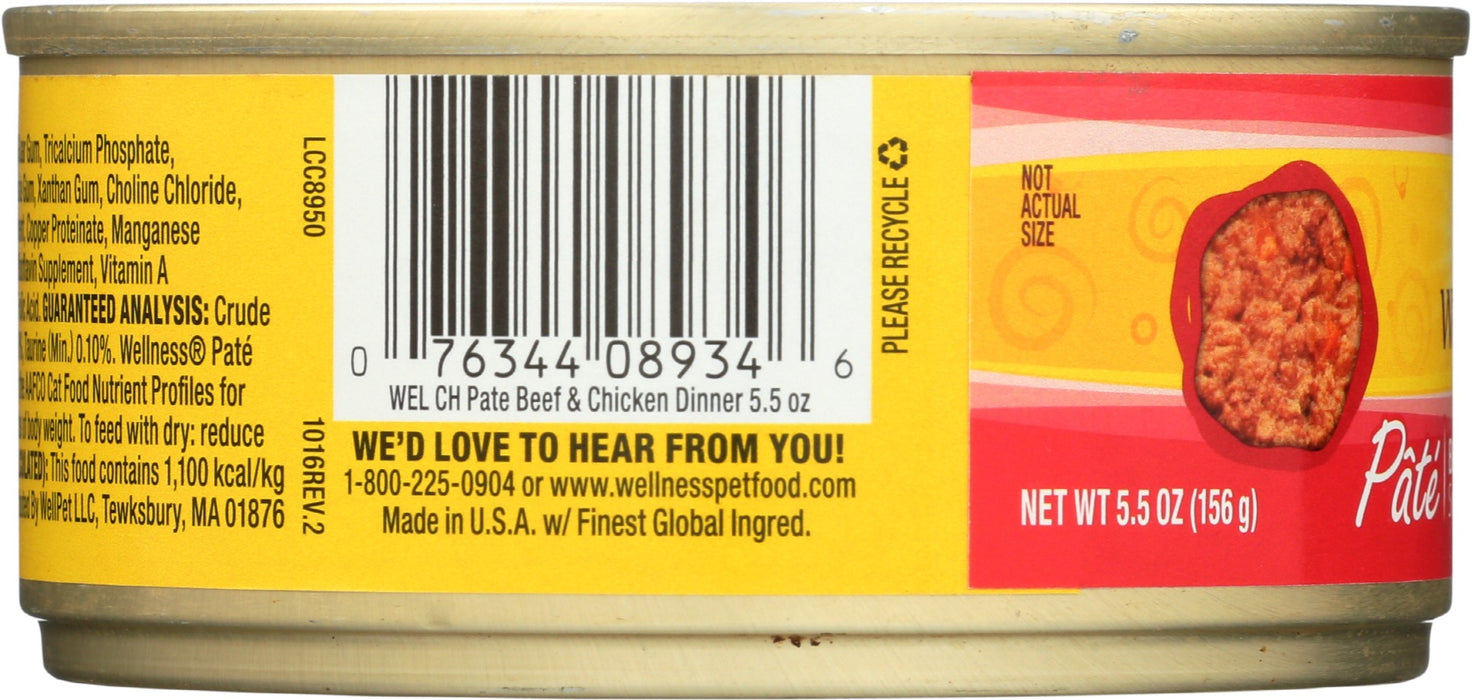 Gum, Tricalcium Phosphate,
Gum, Xanthan Gum, Choline Chloride,
Copper Proteinate, Manganese
Supplement, Vitamin A
Acid. GUARANTEED ANALYSIS: Crude
Taurine (Min.) 0.10%. Wellness® Paté
AAFCO Cat Food Nutrient Profiles for
of body weight. To feed with dry: reduce
This food contains 1,100 kcal/kg
By WellPet LLC, Tewksbury, MA 01876
LCC8950
1016REV.2
0 76344 08934 6
WEL CH Pate Beef & Chicken Dinner 5.5 oz
WE'D LOVE TO HEAR FROM YOU!
1-800-225-0904 or www.wellnesspetfood.com
Made in U.S.A. w/ Finest Global Ingred.
PLEASE RECYCLE
NOT
ACTUAL
SIZE
NET WT 5.5 OZ (156 g)
Pâté